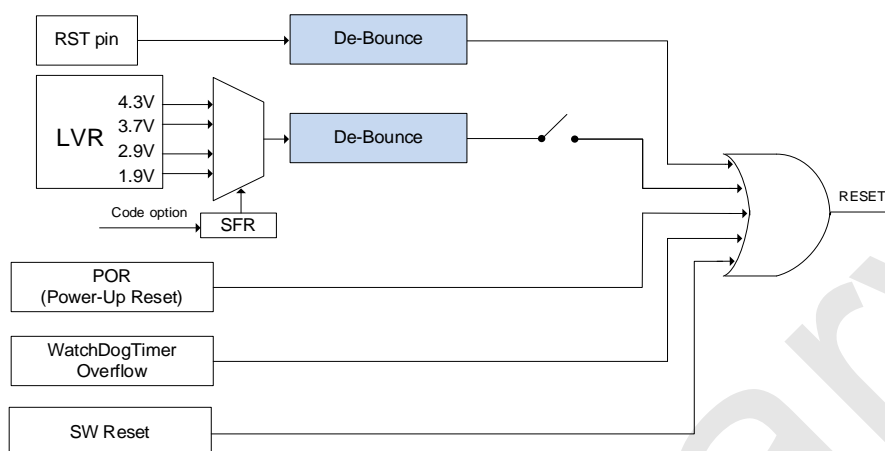 RST pin
De-Bounce
LVR
4.3V
3.7V
2.9V
1.9V
De-Bounce
Code option
SFR
RESET
POR
(Power-Up Reset)
WatchDogTimer
Overflow
SW Reset